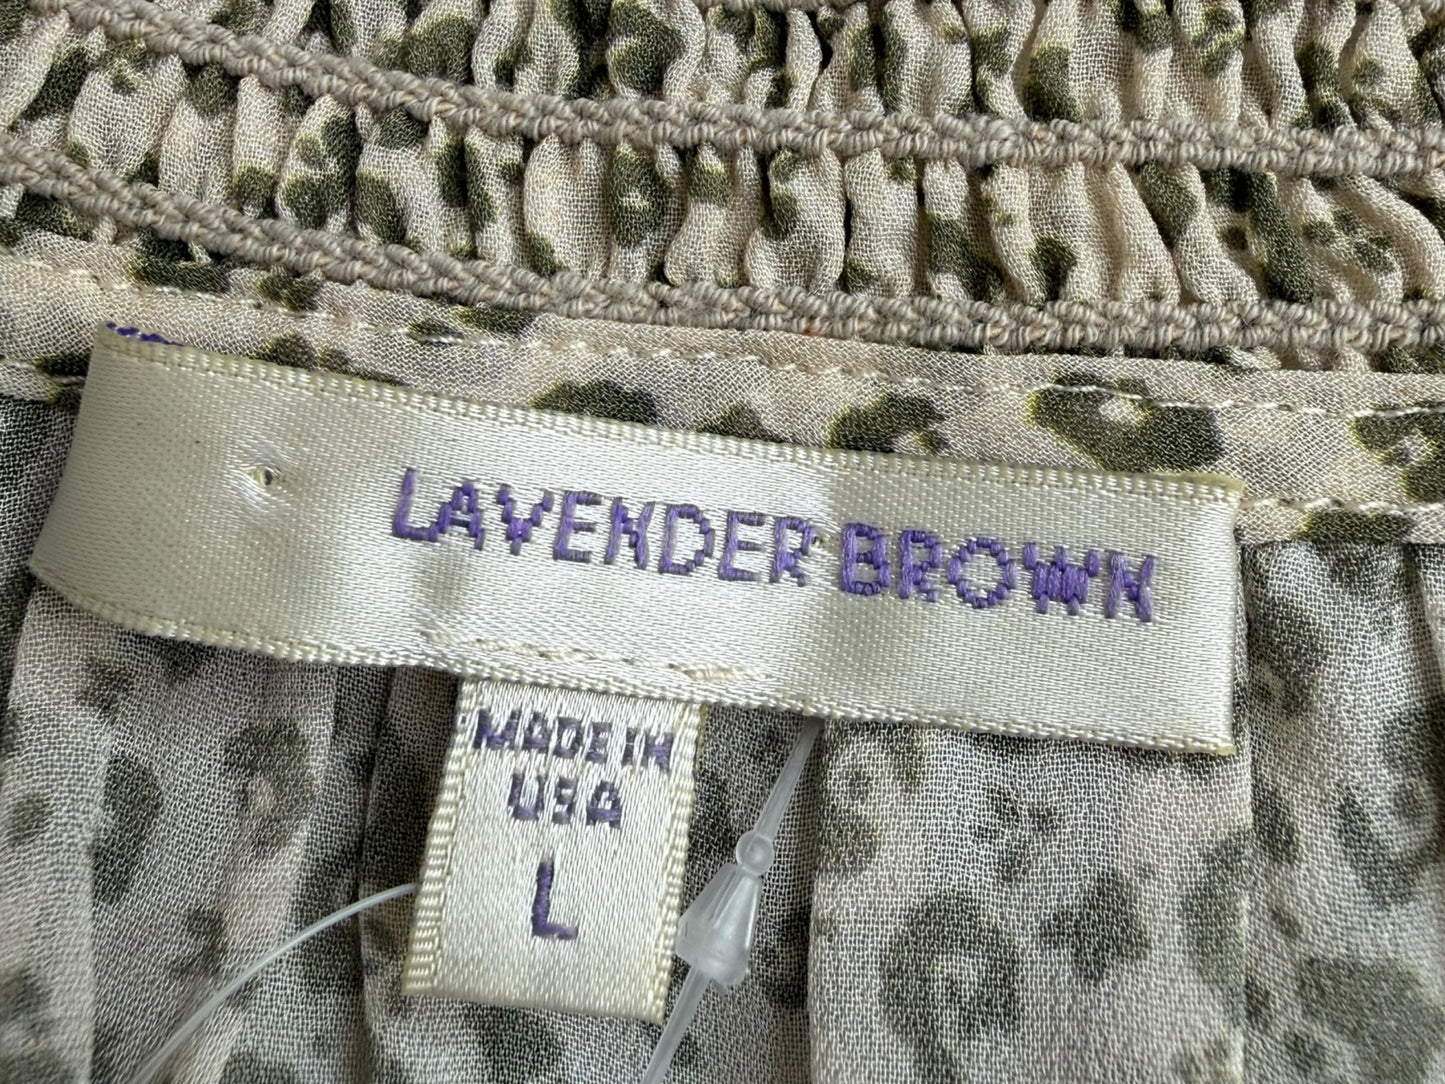 LAVENDER BROWN
MADE IN
USA
L